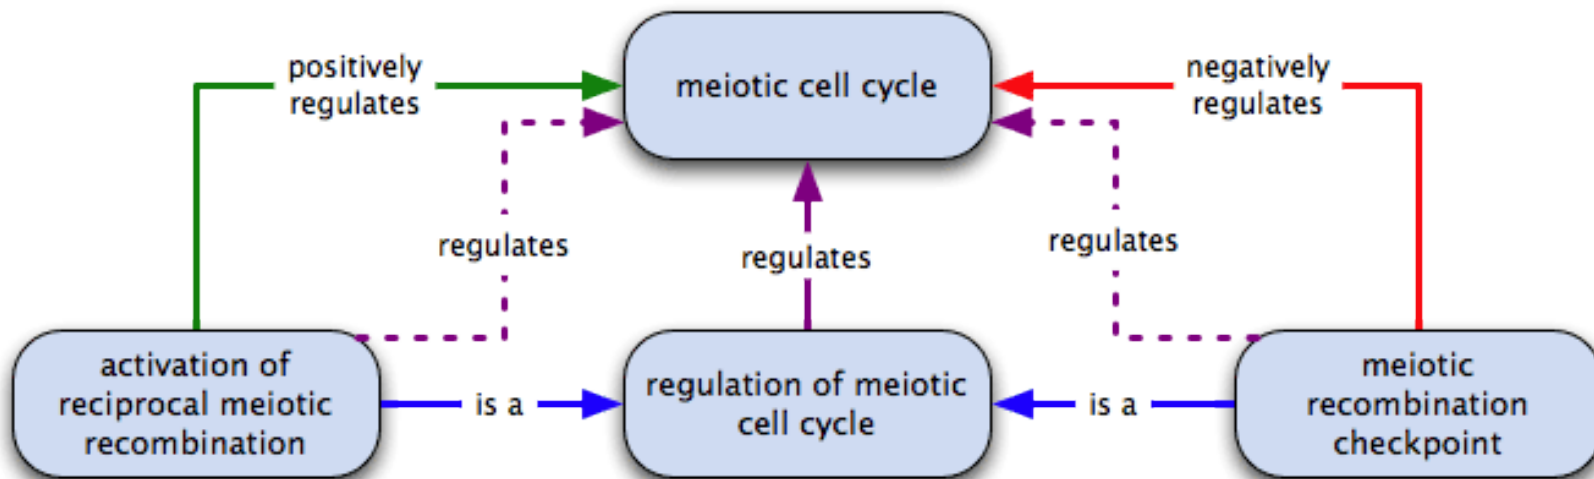 positively
regulates
meiotic cell cycle
negatively
regulates
regulates
regulates
regulates
activation of
reciprocal meiotic
recombination
is a
regulation of meiotic
cell cycle
is a
meiotic
recombination
checkpoint